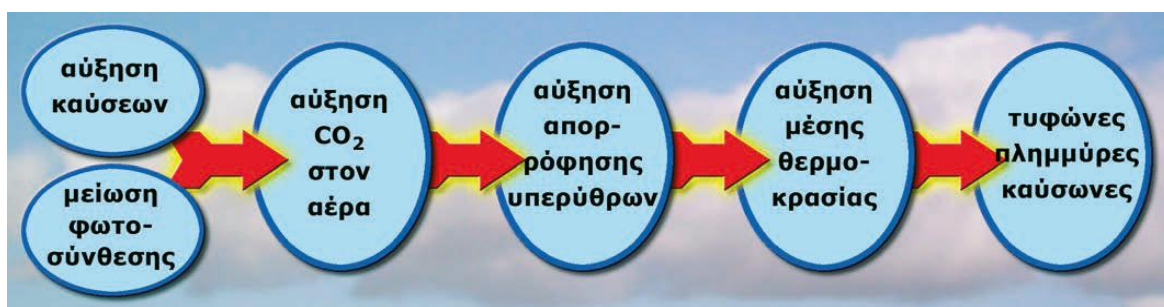 αύξηση
καύσεων
μείωση
φωτο-
σύνθεσης
αύξηση
CO₂
στον
αέρα
αύξηση
απορ-
ρόφησης
υπερύθρων
αύξηση
μέσης
θερμο-
κρασίας
τυφώνες
πλημμύρες
καύσωνες